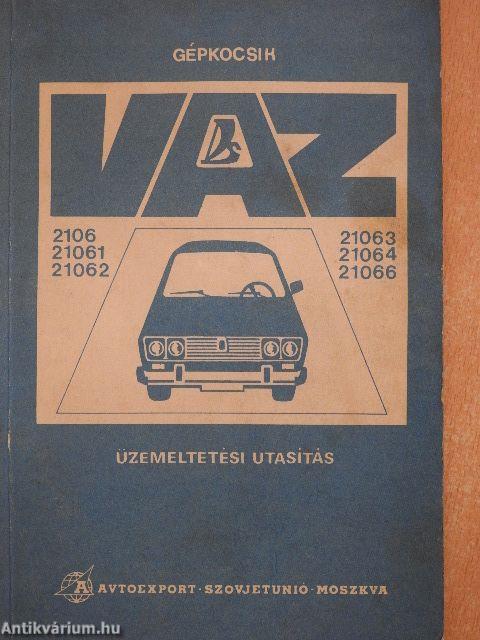 GÉPKOCSIK
VAZ
2106
21061
21062
21063
21064
21066
ÜZEMELTETÉSI UTASÍTÁS
A AVTOEXPORT · SZOVJETUNIÓ · MOSZKVA
Antikvárium.hu